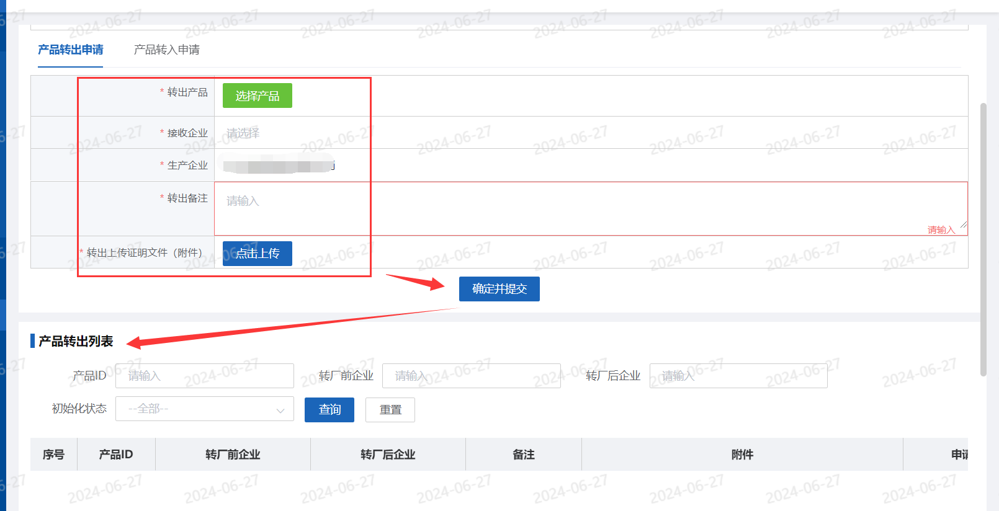 产品转出申请 产品转入申请
* 转出产品 选择产品
* 接收企业 请选择
* 生产企业
* 转出备注 请输入
请输入
* 转出上传证明文件（附件） 点击上传
确定并提交
产品转出列表
产品ID 请输入 转厂前企业 请输入 转厂后企业 请输入
初始化状态 --全部-- 查询 重置
序号 产品ID 转厂前企业 转厂后企业 备注 附件 申请
2024-06-27